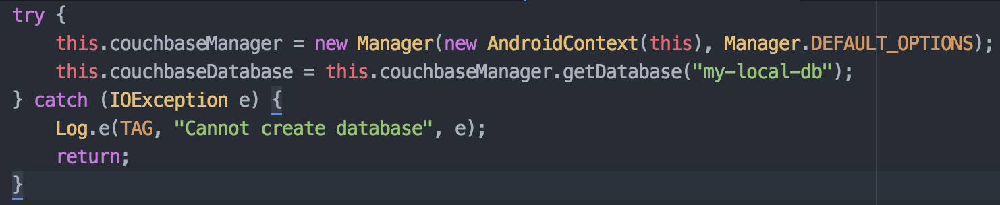 try {
    this.couchbaseManager = new Manager(new AndroidContext(this), Manager.DEFAULT_OPTIONS);
    this.couchbaseDatabase = this.couchbaseManager.getDatabase("my-local-db");
} catch (IOException e) {
    Log.e(TAG, "Cannot create database", e);
    return;
}